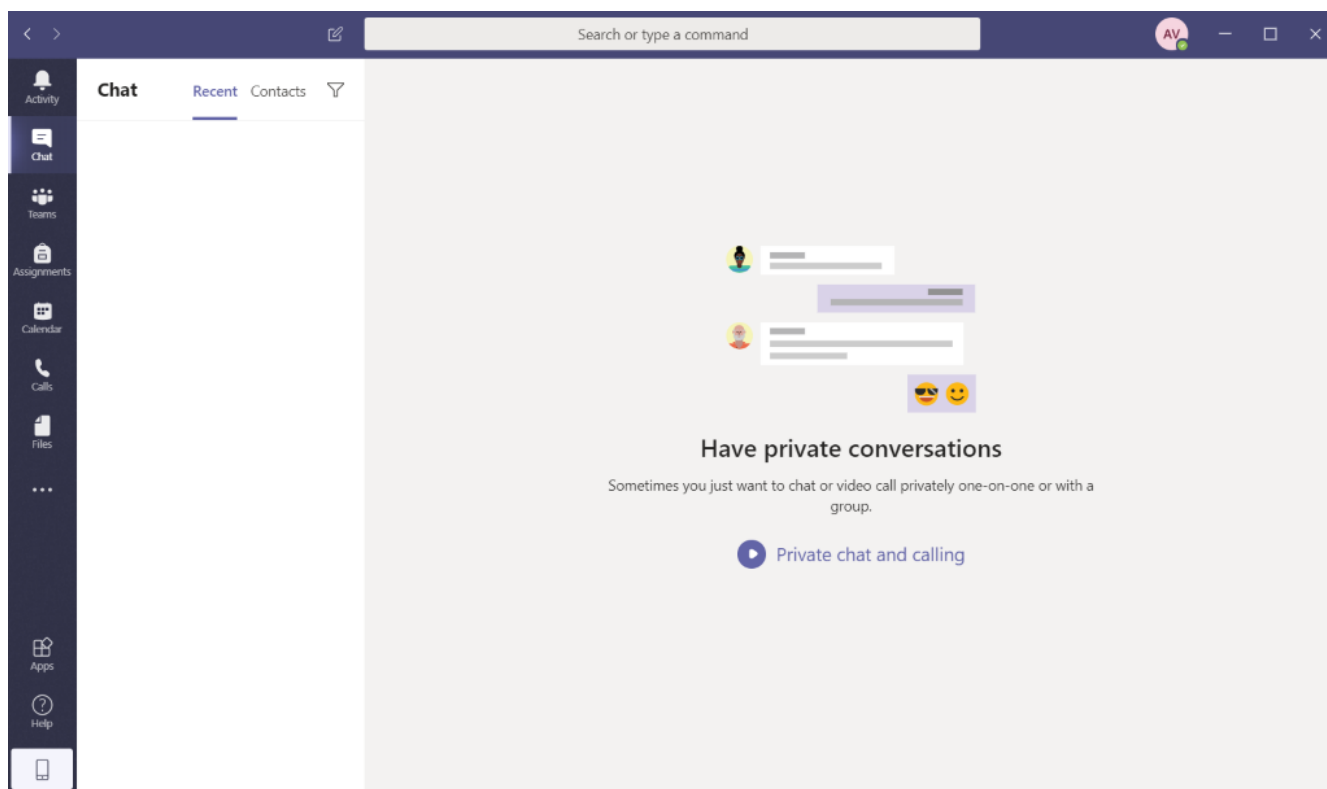 Search or type a command
AV
Activity
Chat
Teams
Assignments
Calendar
Calls
Files
Apps
Help
Chat Recent Contacts
Have private conversations
Sometimes you just want to chat or video call privately one-on-one or with a
group.
Private chat and calling